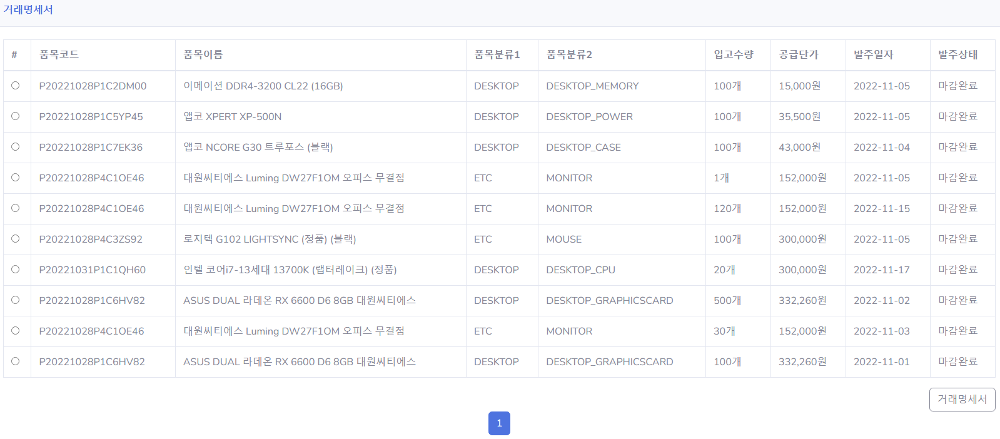 거래명세서
# 품목코드 품목이름 품목분류1 품목분류2 입고수량 공급단가 발주일자 발주상태
P20221028P1C2DM00 이메이션 DDR4-3200 CL22 (16GB) DESKTOP DESKTOP_MEMORY 100개 15,000원 2022-11-05 마감완료
P20221028P1C5YP45 앱코 XPERT XP-500N DESKTOP DESKTOP_POWER 100개 35,500원 2022-11-05 마감완료
P20221028P1C7EK36 앱코 NCORE G30 트루포스 (블랙) DESKTOP DESKTOP_CASE 100개 43,000원 2022-11-04 마감완료
P20221028P4C1OE46 대원씨티에스 Luming DW27F1OM 오피스 무결점 ETC MONITOR 1개 152,000원 2022-11-05 마감완료
P20221028P4C1OE46 대원씨티에스 Luming DW27F1OM 오피스 무결점 ETC MONITOR 120개 152,000원 2022-11-15 마감완료
P20221028P4C3ZS92 로지텍 G102 LIGHTSYNC (정품) (블랙) ETC MOUSE 100개 300,000원 2022-11-05 마감완료
P20221031P1C1QH60 인텔 코어i7-13세대 13700K (랩터레이크) (정품) DESKTOP DESKTOP_CPU 20개 300,000원 2022-11-17 마감완료
P20221028P1C6HV82 ASUS DUAL 라데온 RX 6600 D6 8GB 대원씨티에스 DESKTOP DESKTOP_GRAPHICSCARD 500개 332,260원 2022-11-02 마감완료
P20221028P4C1OE46 대원씨티에스 Luming DW27F1OM 오피스 무결점 ETC MONITOR 30개 152,000원 2022-11-03 마감완료
P20221028P1C6HV82 ASUS DUAL 라데온 RX 6600 D6 8GB 대원씨티에스 DESKTOP DESKTOP_GRAPHICSCARD 100개 332,260원 2022-11-01 마감완료
거래명세서
1